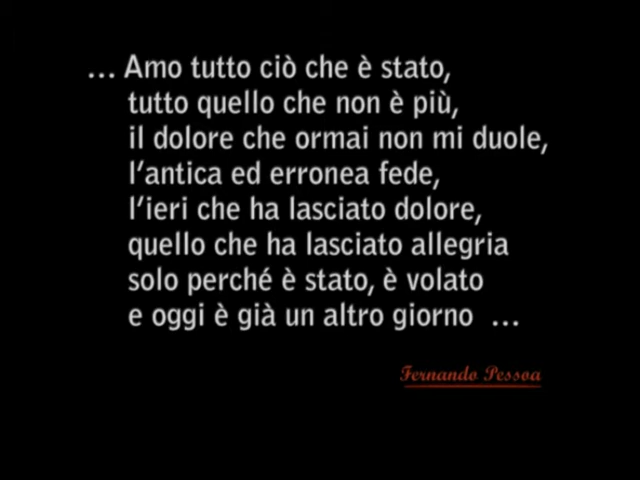 ... Amo tutto ciò che è stato,
tutto quello che non è più,
il dolore che ormai non mi duole,
l'antica ed erronea fede,
l'ieri che ha lasciato dolore,
quello che ha lasciato allegria
solo perché è stato, è volato
e oggi è già un altro giorno ...
Fernando Pessoa